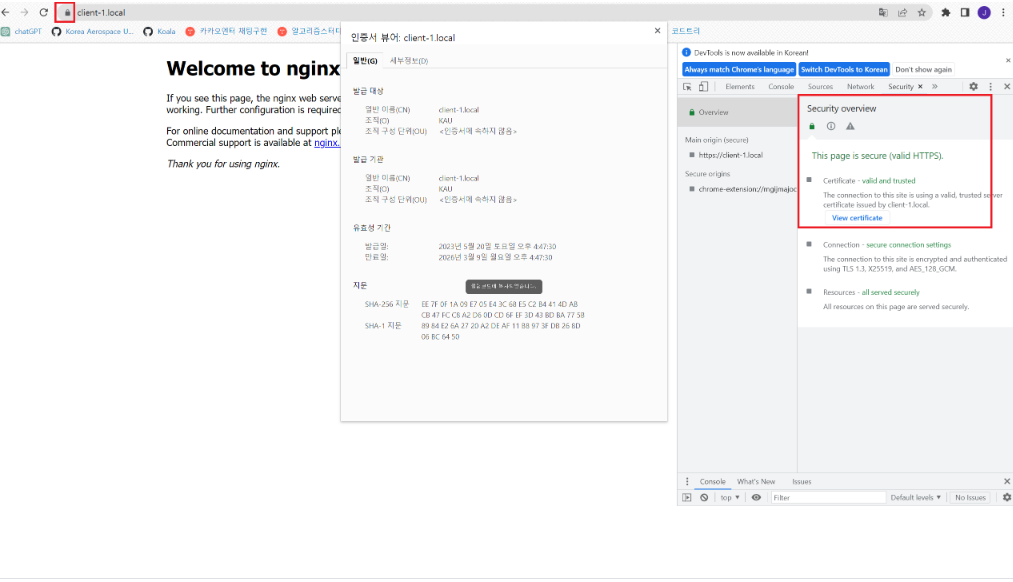 client-1.local
chatGPT
Korea Aerospace U...
Koala
카카오엔터 채팅구현
알고리즘스터디
코드트리
Welcome to nginx
If you see this page, the nginx web serve
working. Further configuration is required
For online documentation and support ple
Commercial support is available at nginx.
Thank you for using nginx.
인증서 뷰어: client-1.local
일반(G)
세부정보(D)
발급 대상
일반 이름(CN) client-1.local
조직(O) KAU
조직 구성 단위(OU) <인증서에 속하지 않음>
발급 기관
일반 이름(CN) client-1.local
조직(O) KAU
조직 구성 단위(OU) <인증서에 속하지 않음>
유효성 기간
발급일: 2023년 5월 20일 토요일 오후 4:47:30
만료일: 2026년 3월 9일 월요일 오후 4:47:30
지문
SHA-256 지문 EE 7F 0F 1A 09 E7 05 E4 3C 68 E5 C2 B4 41 4D AB
CB 47 FC C8 A2 D6 0D CD 6F EF 3D 43 BD BA 77 5B
SHA-1 지문 89 84 E2 6A 27 20 A2 DE AF 11 B8 97 3F DB 26 8D
06 BC 64 50
DevTools is now available in Korean!
Always match Chrome's language
Switch DevTools to Korean
Don't show again
Elements
Console
Sources
Network
Security
Overview
Main origin (secure)
https://client-1.local
Secure origins
chrome-extension://mgijmajoc
Security overview
This page is secure (valid HTTPS).
Certificate - valid and trusted
The connection to this site is using a valid, trusted server
certificate issued by client-1.local.
View certificate
Connection - secure connection settings
The connection to this site is encrypted and authenticated
using TLS 1.3, X25519, and AES_128_GCM.
Resources - all served securely
All resources on this page are served securely.
Console
What's New
Issues
top
Filter
Default levels
No Issues